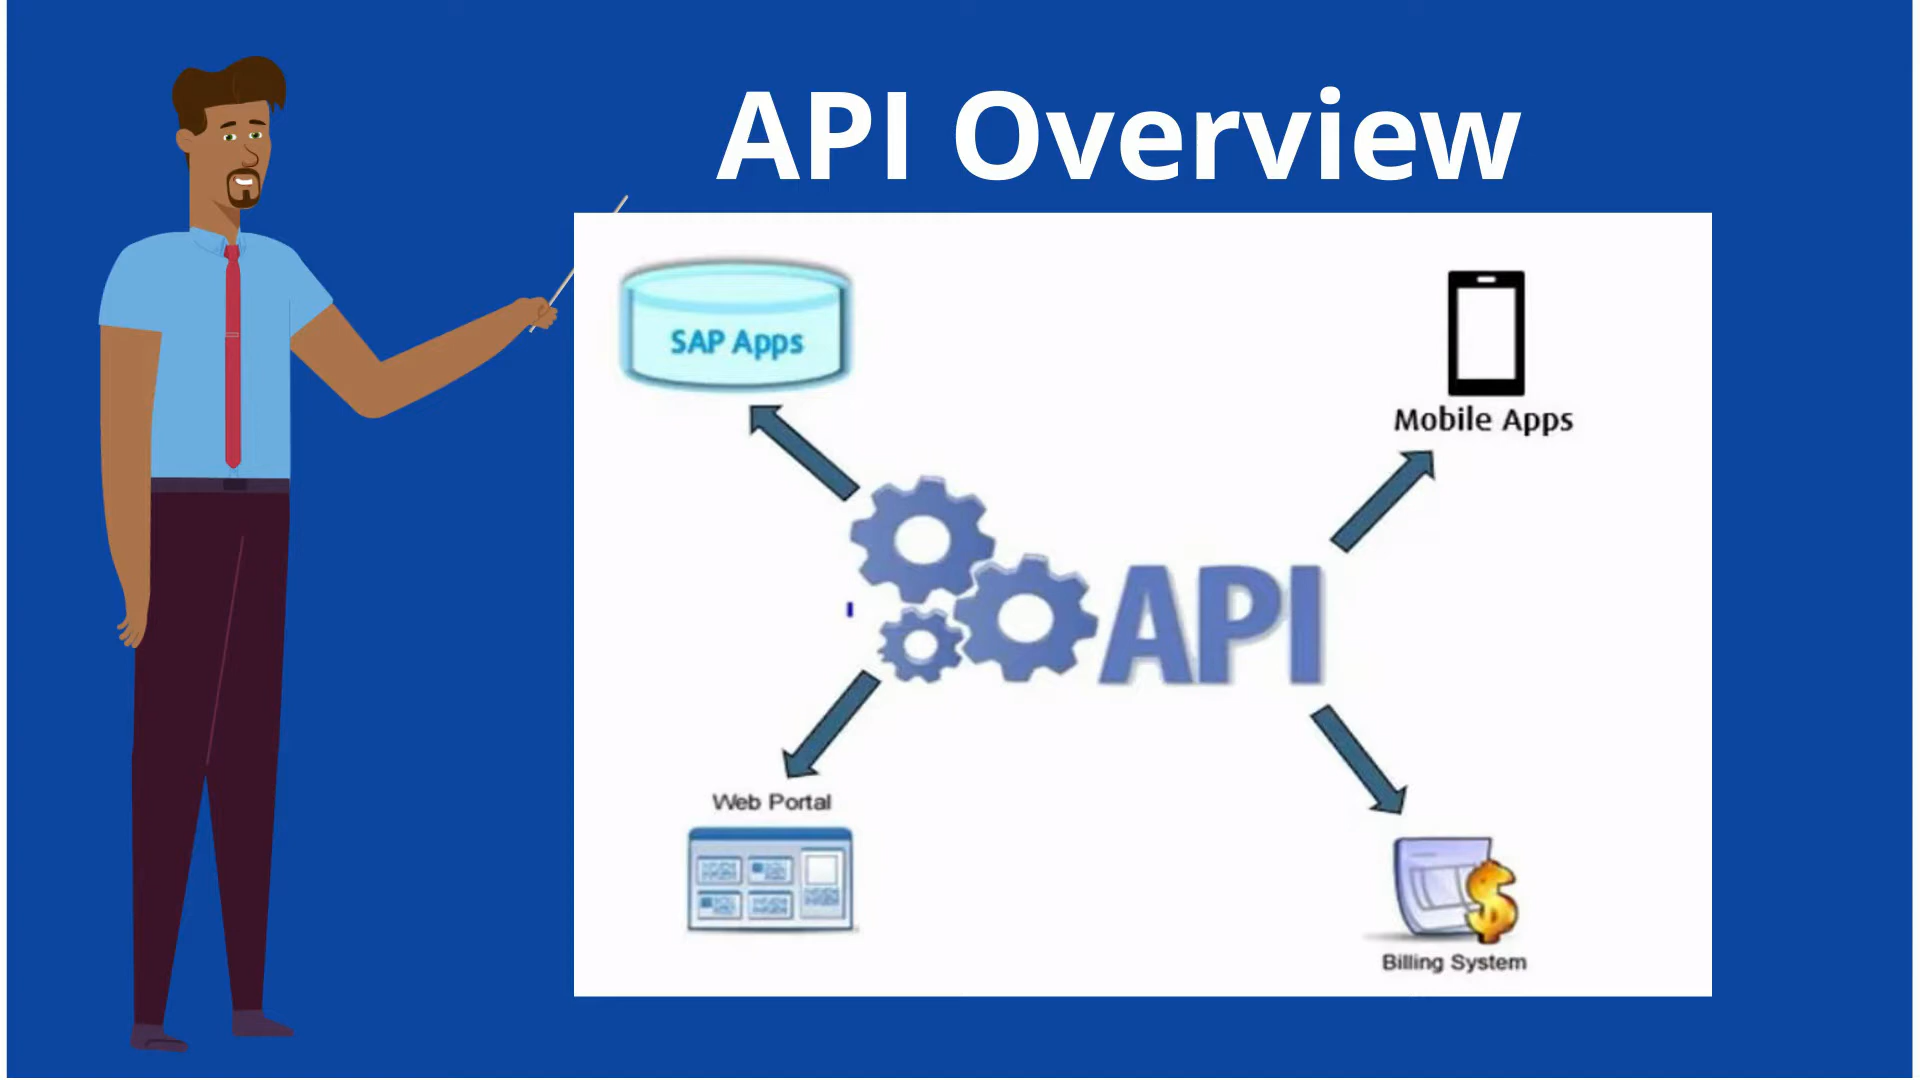 API Overview
SAP Apps
Mobile Apps
API
Web Portal
Billing System